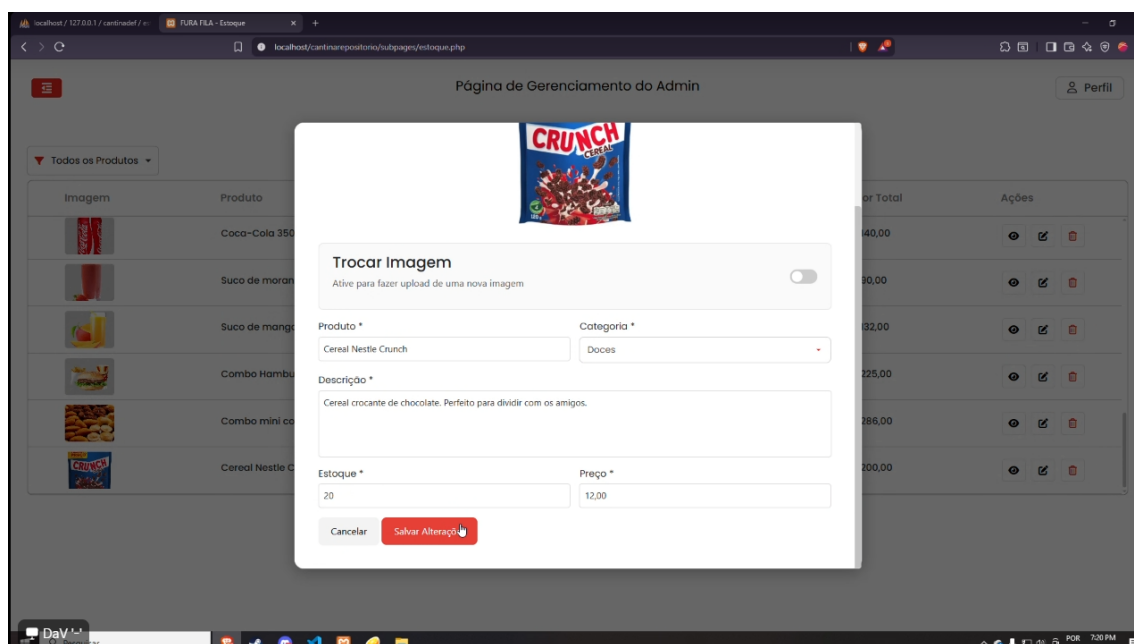 localhost / 127.0.0.1 / cantinadef / es
FURA FILA - Estoque
localhost/cantinarepositorio/subpages/estoque.php
Página de Gerenciamento do Admin
Perfil
Todos os Produtos
Imagem Produto or Total Ações
CRUNCH
CEREAL
Coca-Cola 350 140,00
Suco de moran 90,00
Suco de manga 132,00
Combo Hambu 225,00
Combo mini co 286,00
Cereal Nestle C 200,00
CRUNCH
Trocar Imagem
Ative para fazer upload de uma nova imagem
Produto * Categoria *
Cereal Nestle Crunch Doces
Descrição *
Cereal crocante de chocolate. Perfeito para dividir com os amigos.
Estoque * Preço *
20 12,00
Cancelar Salvar Alteraçõ
DaV '-'
Pesquisar
POR 7:20 PM